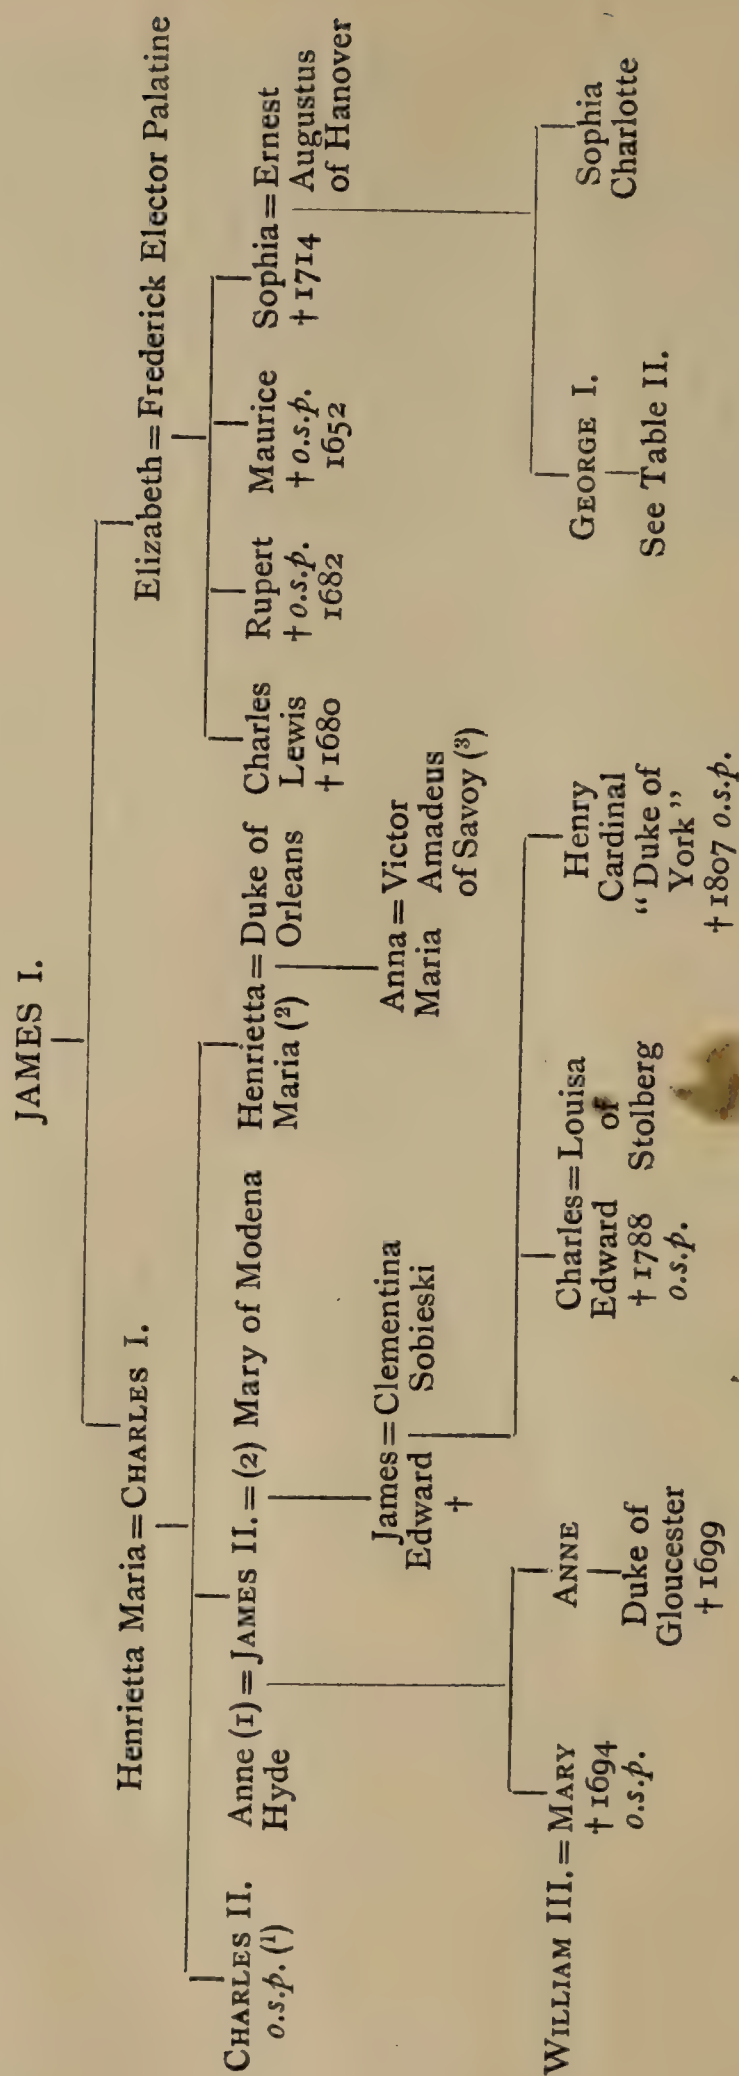 JAMES I.
Henrietta Maria = CHARLES I.
Elizabeth = Frederick Elector Palatine
CHARLES II.
o.s.p. (¹)
Anne (1) = JAMES II. = (2) Mary of Modena
Hyde
Henrietta = Duke of
Maria (²) Orleans
Charles
Lewis
† 1680
Rupert
† o.s.p.
1682
Maurice
† o.s.p.
1652
Sophia = Ernest
† 1714 Augustus
of Hanover
James = Clementina
Edward Sobieski
†
Anna = Victor
Maria Amadeus
of Savoy (³)
WILLIAM III. = MARY
† 1694
o.s.p.
ANNE
Duke of
Gloucester
† 1699
Charles = Louisa
Edward of
† 1788 Stolberg
o.s.p.
Henry
Cardinal
“Duke of
York”
† 1807 o.s.p.
GEORGE I.
See Table II.
Sophia
Charlotte